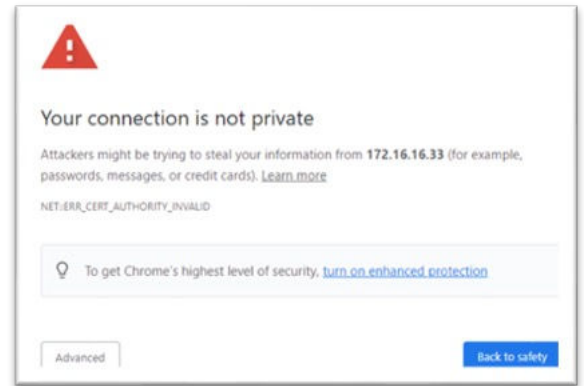 Your connection is not private
Attackers might be trying to steal your information from 172.16.16.33 (for example,
passwords, messages, or credit cards). Learn more
NET::ERR_CERT_AUTHORITY_INVALID
To get Chrome's highest level of security, turn on enhanced protection
Advanced
Back to safety